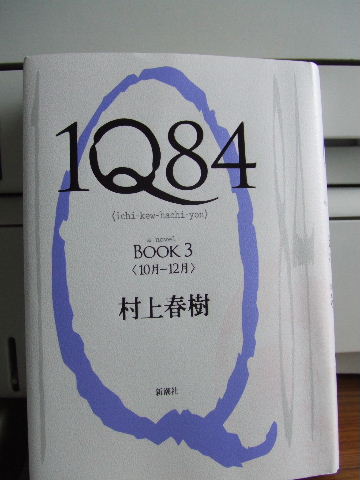 1Q84
(ichi-kew-hachi-yon)
a novel
BOOK 3
〈10月-12月〉
村上春樹
新潮社